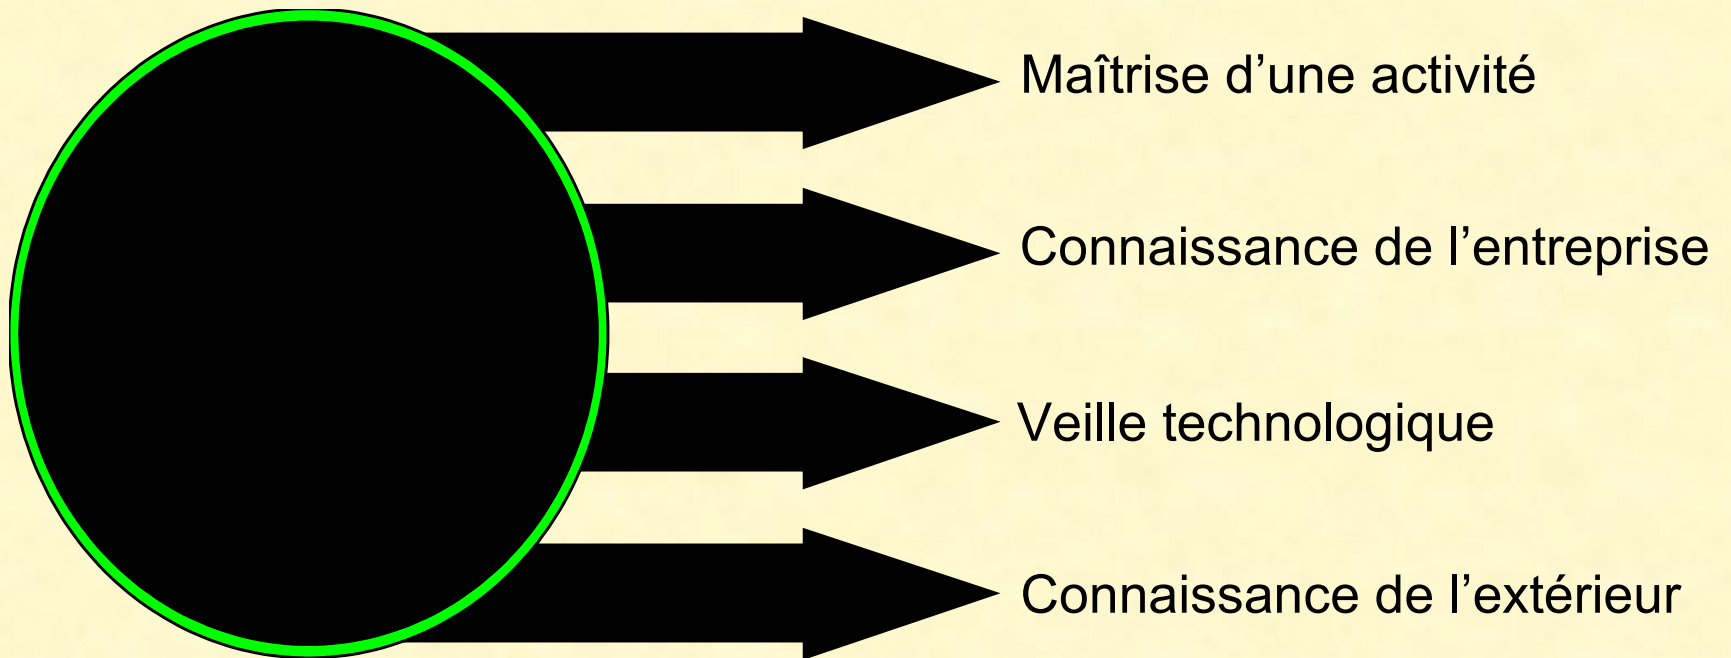 Maîtrise d’une activité
Connaissance de l’entreprise
Veille technologique
Connaissance de l’extérieur